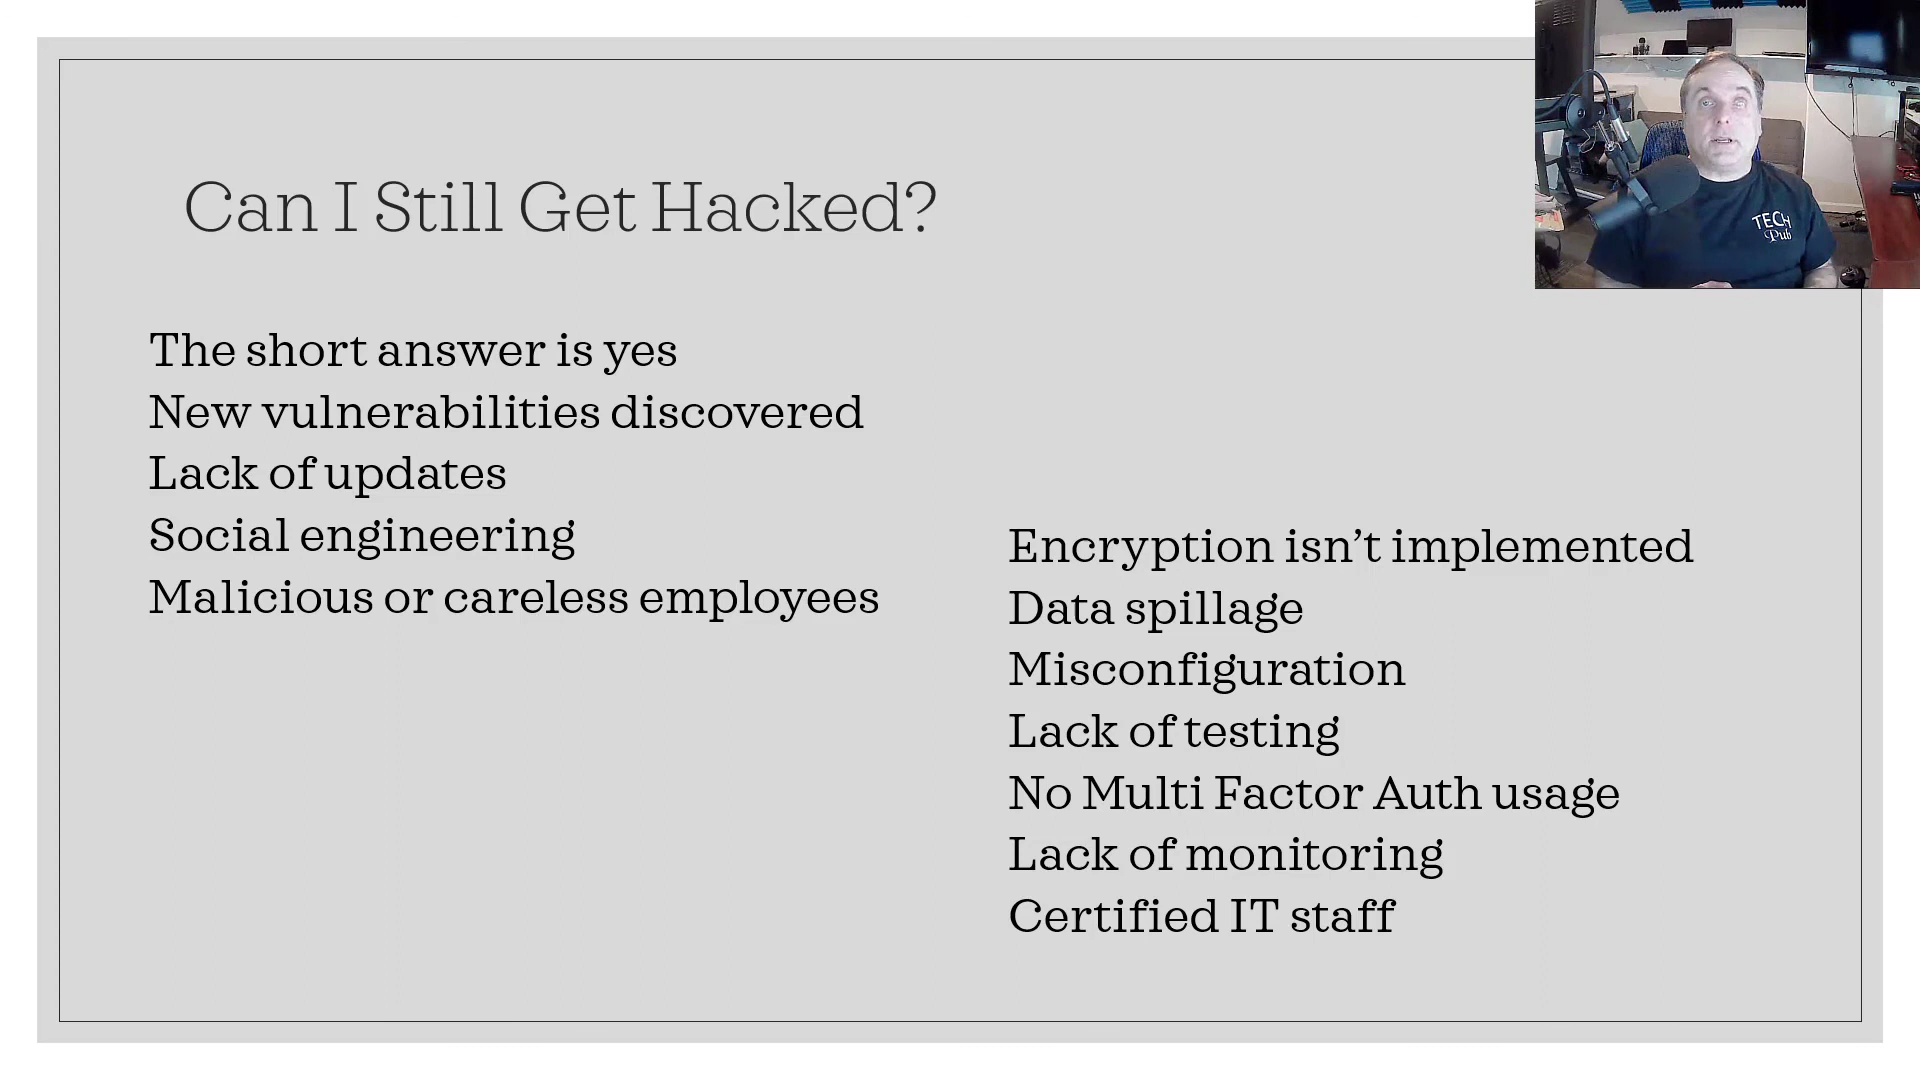 Can I Still Get Hacked?
The short answer is yes
New vulnerabilities discovered
Lack of updates
Social engineering
Malicious or careless employees
Encryption isn’t implemented
Data spillage
Misconfiguration
Lack of testing
No Multi Factor Auth usage
Lack of monitoring
Certified IT staff
TECH
Pub